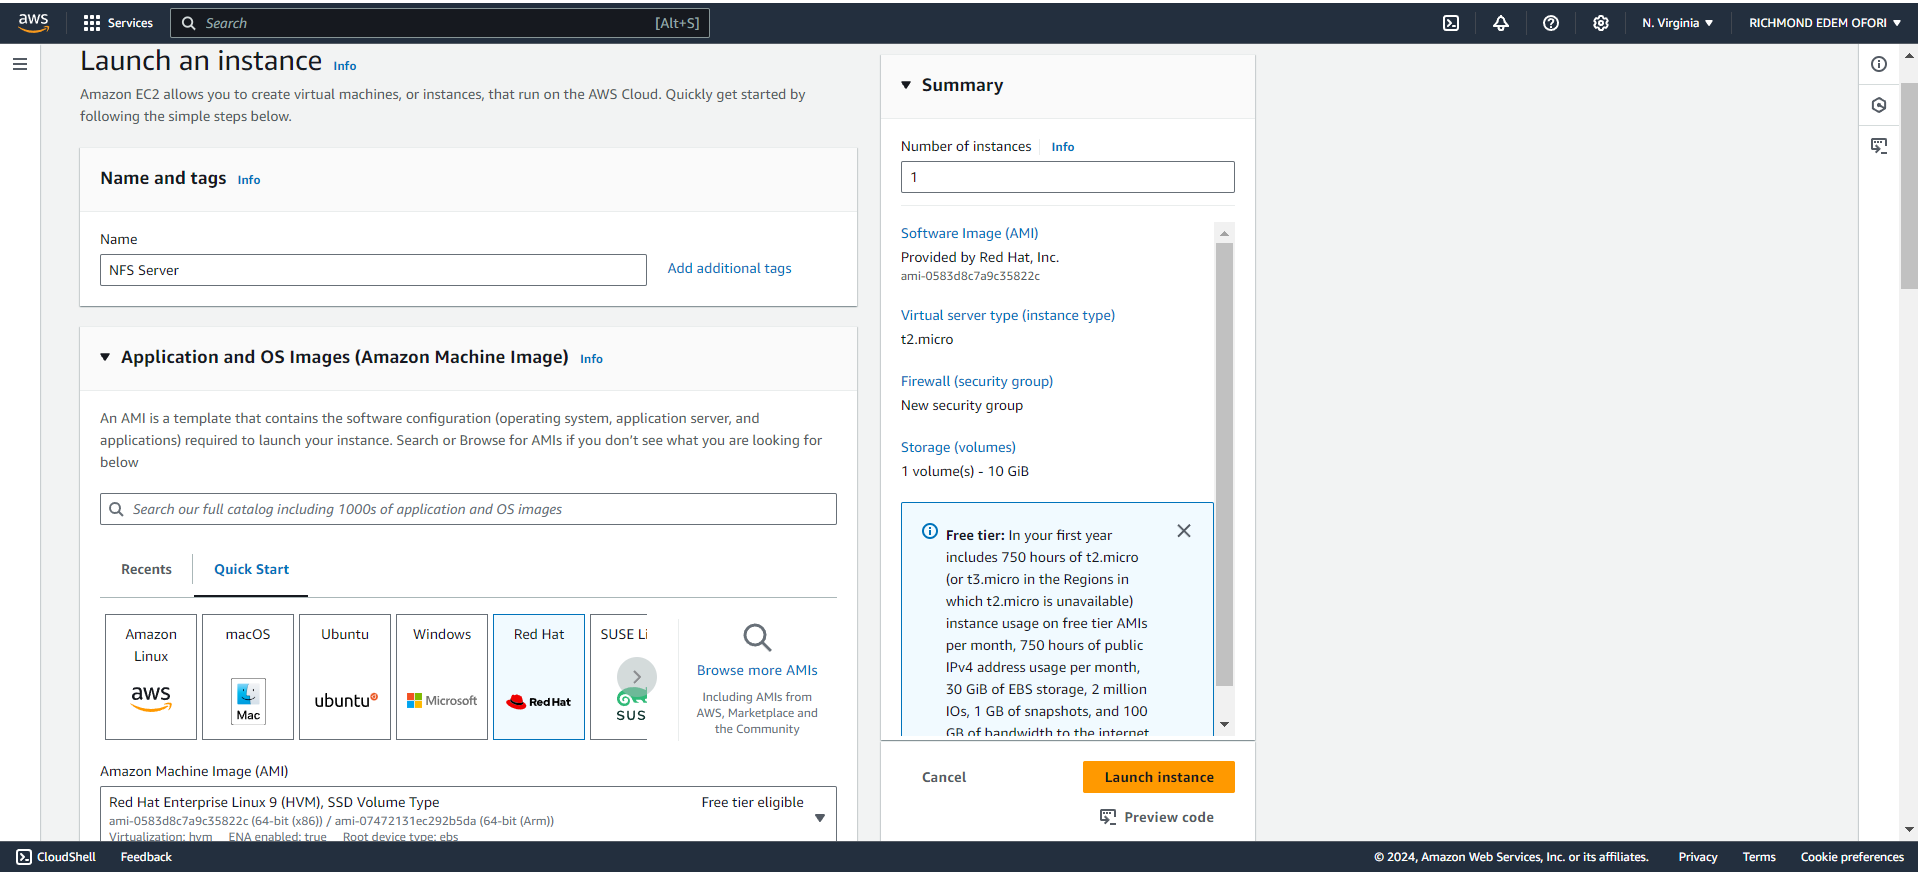 aws
Services
Search
[Alt+S]
N. Virginia
RICHMOND EDEM OFORI
Launch an instance Info
Amazon EC2 allows you to create virtual machines, or instances, that run on the AWS Cloud. Quickly get started by
following the simple steps below.
Name and tags Info
Name
NFS Server
Add additional tags
Application and OS Images (Amazon Machine Image) Info
An AMI is a template that contains the software configuration (operating system, application server, and
applications) required to launch your instance. Search or Browse for AMIs if you don't see what you are looking for
below
Search our full catalog including 1000s of application and OS images
Recents
Quick Start
Amazon
Linux
aws
macOS
Mac
Ubuntu
ubuntu
Windows
Microsoft
Red Hat
Red Hat
SUSE Li
SUS
Browse more AMIs
Including AMIs from
AWS, Marketplace and
the Community
Amazon Machine Image (AMI)
Red Hat Enterprise Linux 9 (HVM), SSD Volume Type
Free tier eligible
ami-0583d8c7a9c35822c (64-bit (x86)) / ami-07472131ec292b5da (64-bit (Arm))
Virtualization: hvm ENA enabled: true Root device type: ebs
Summary
Number of instances Info
1
Software Image (AMI)
Provided by Red Hat, Inc.
ami-0583d8c7a9c35822c
Virtual server type (instance type)
t2.micro
Firewall (security group)
New security group
Storage (volumes)
1 volume(s) - 10 GiB
Free tier: In your first year
includes 750 hours of t2.micro
(or t3.micro in the Regions in
which t2.micro is unavailable)
instance usage on free tier AMIs
per month, 750 hours of public
IPv4 address usage per month,
30 GiB of EBS storage, 2 million
IOs, 1 GB of snapshots, and 100
GB of bandwidth to the internet
Cancel
Launch instance
Preview code
CloudShell
Feedback
© 2024, Amazon Web Services, Inc. or its affiliates.
Privacy
Terms
Cookie preferences